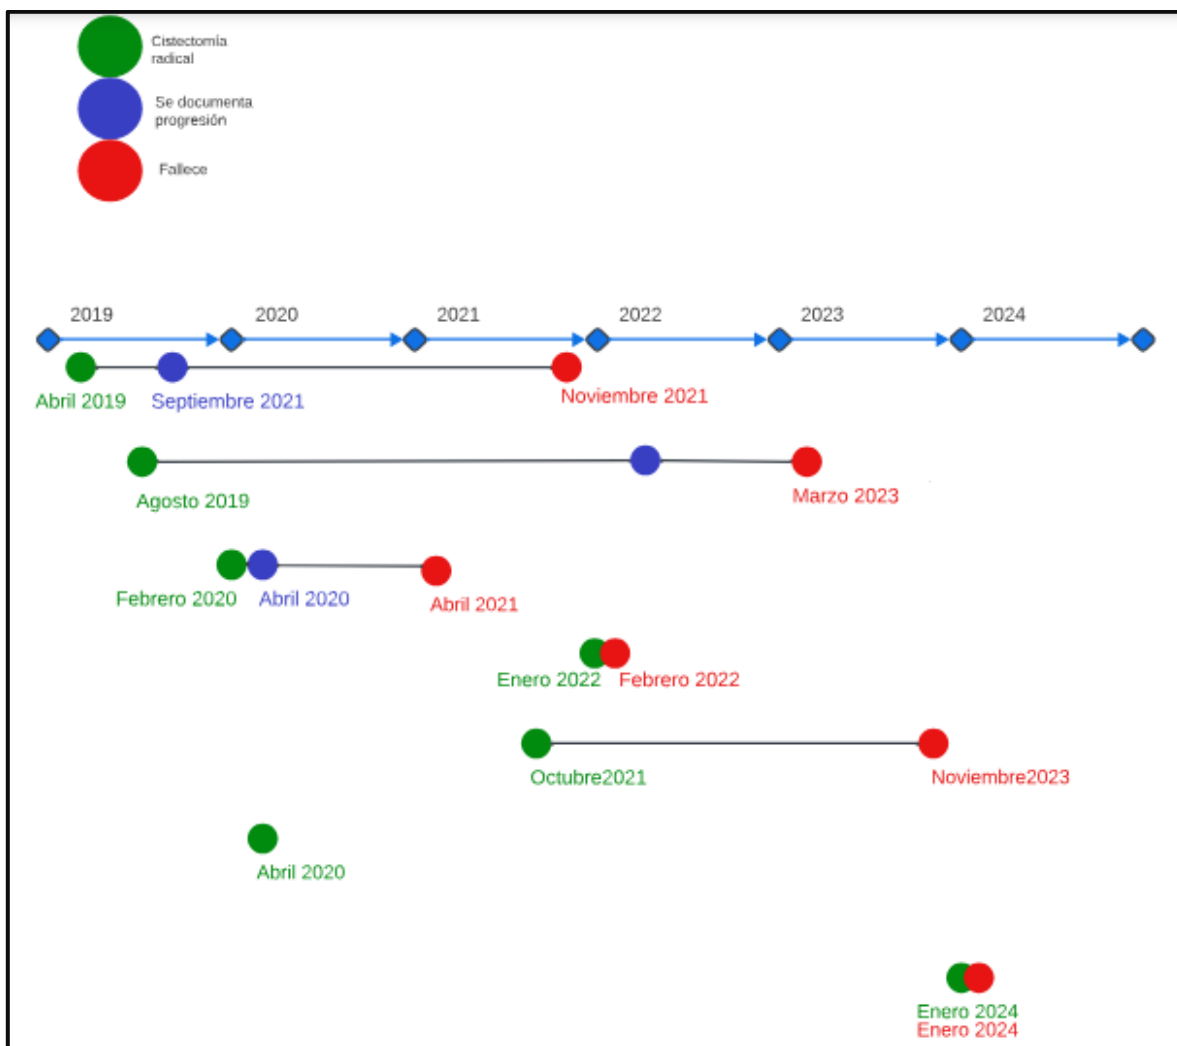 Cistectomía
radical
Se documenta
progresión
Fallece
2019 2020 2021 2022 2023 2024
Abril 2019 Septiembre 2021 Noviembre 2021
Agosto 2019 Marzo 2023
Febrero 2020 Abril 2020 Abril 2021
Enero 2022 Febrero 2022
Octubre2021 Noviembre2023
Abril 2020
Enero 2024
Enero 2024